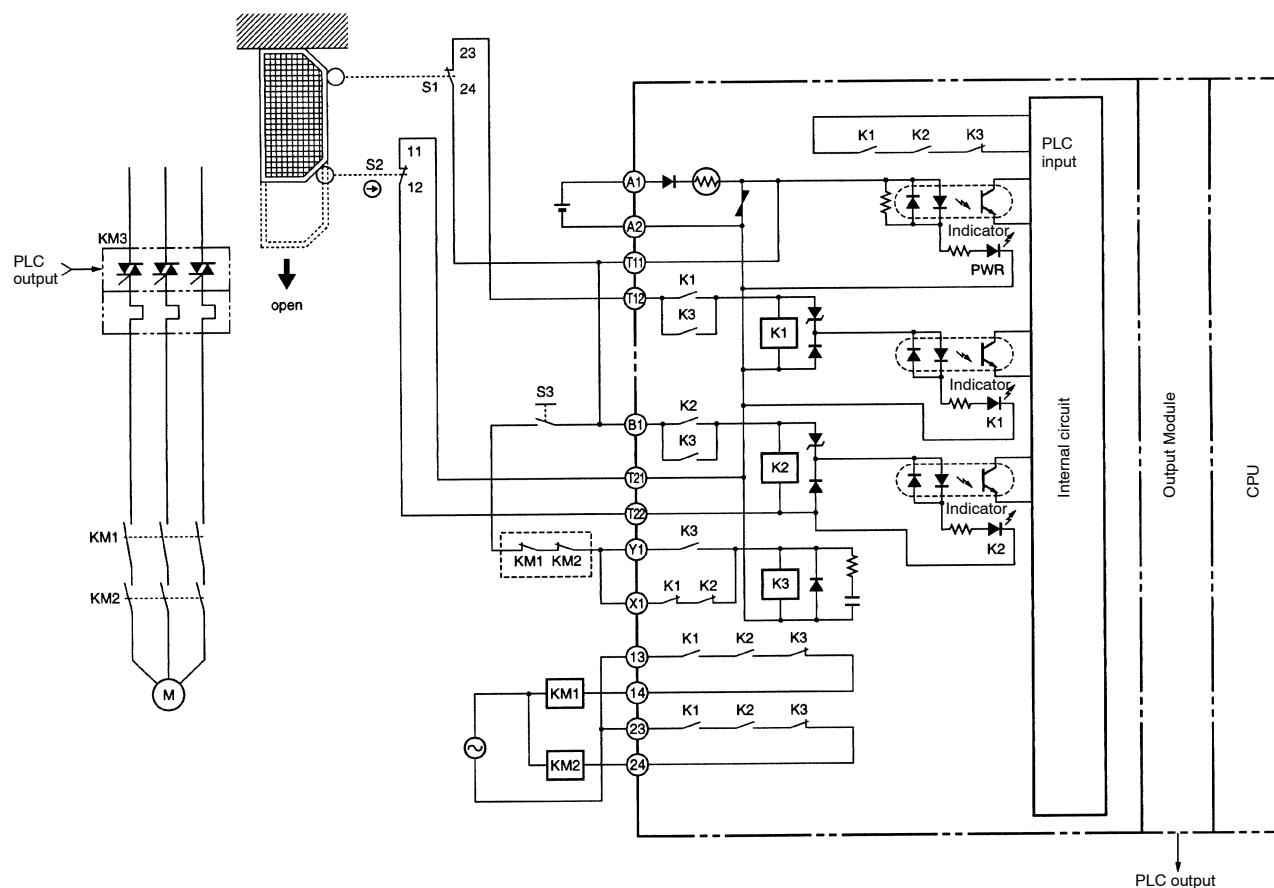 23
S1
24
11
S2
12
KM3
PLC
output
open
A1
A2
T11
T12
K1
K2
K3
PLC
input
Indicator
PWR
K1
K3
K1
Indicator
K1
S3
B1
K2
K3
K2
T21
T22
Indicator
K2
Internal circuit
Output Module
CPU
KM1
KM2
M
KM1
KM2
Y1
K3
K3
X1
K1
K2
13
K1
K2
K3
14
KM1
23
K1
K2
K3
24
KM2
PLC output